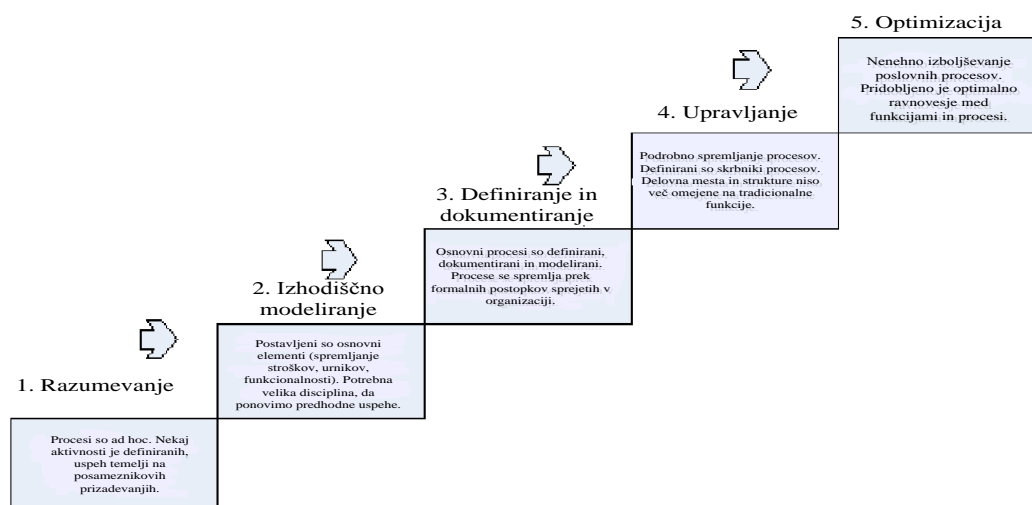 5. Optimizacija
Nenehno izboljševanje
poslovnih procesov.
Pridobljeno je optimalno
ravnovesje med
funkcijami in procesi.
4. Upravljanje
Podrobno spremljanje procesov.
Definirani so skrbniki procesov.
Delovna mesta in strukture niso
več omejene na tradicionalne
funkcije.
3. Definiranje in
dokumentiranje
Osnovni procesi so definirani,
dokumentirani in modelirani.
Procese se spremlja prek
formalnih postopkov sprejetih v
organizaciji.
2. Izhodiščno
modeliranje
Postavljeni so osnovni
elementi (spremljanje
stroškov, urnikov,
funkcionalnosti). Potrebna
velika disciplina, da
ponovimo predhodne uspehe.
1. Razumevanje
Procesi so ad hoc. Nekaj
aktivnosti je definiranih,
uspeh temelji na
posameznikovih
prizadevanjih.